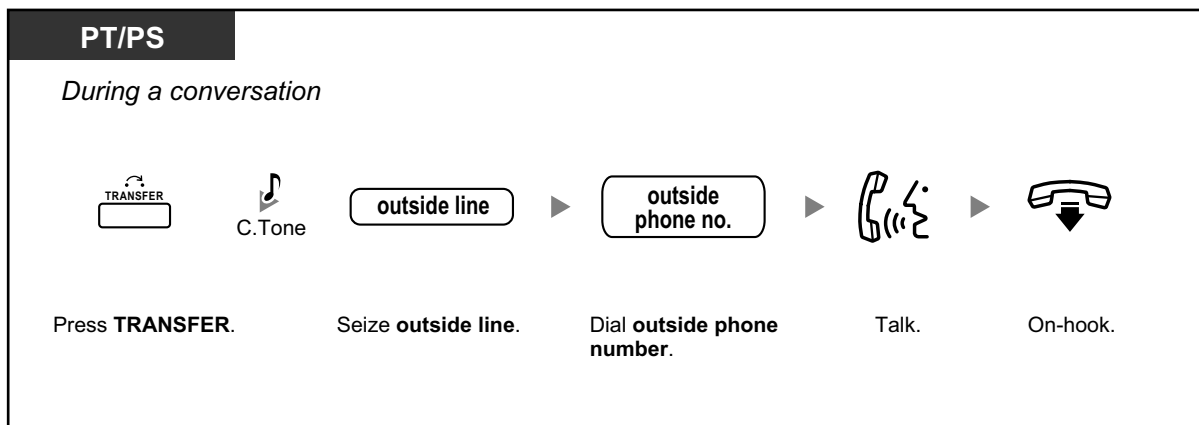 PT/PS
During a conversation
TRANSFER
C.Tone
outside line
outside
phone no.
Press TRANSFER.
Seize outside line.
Dial outside phone
number.
Talk.
On-hook.